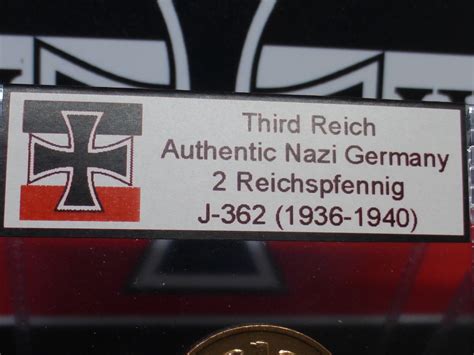 Third Reich
Authentic Nazi Germany
2 Reichspfennig
J-362 (1936-1940)